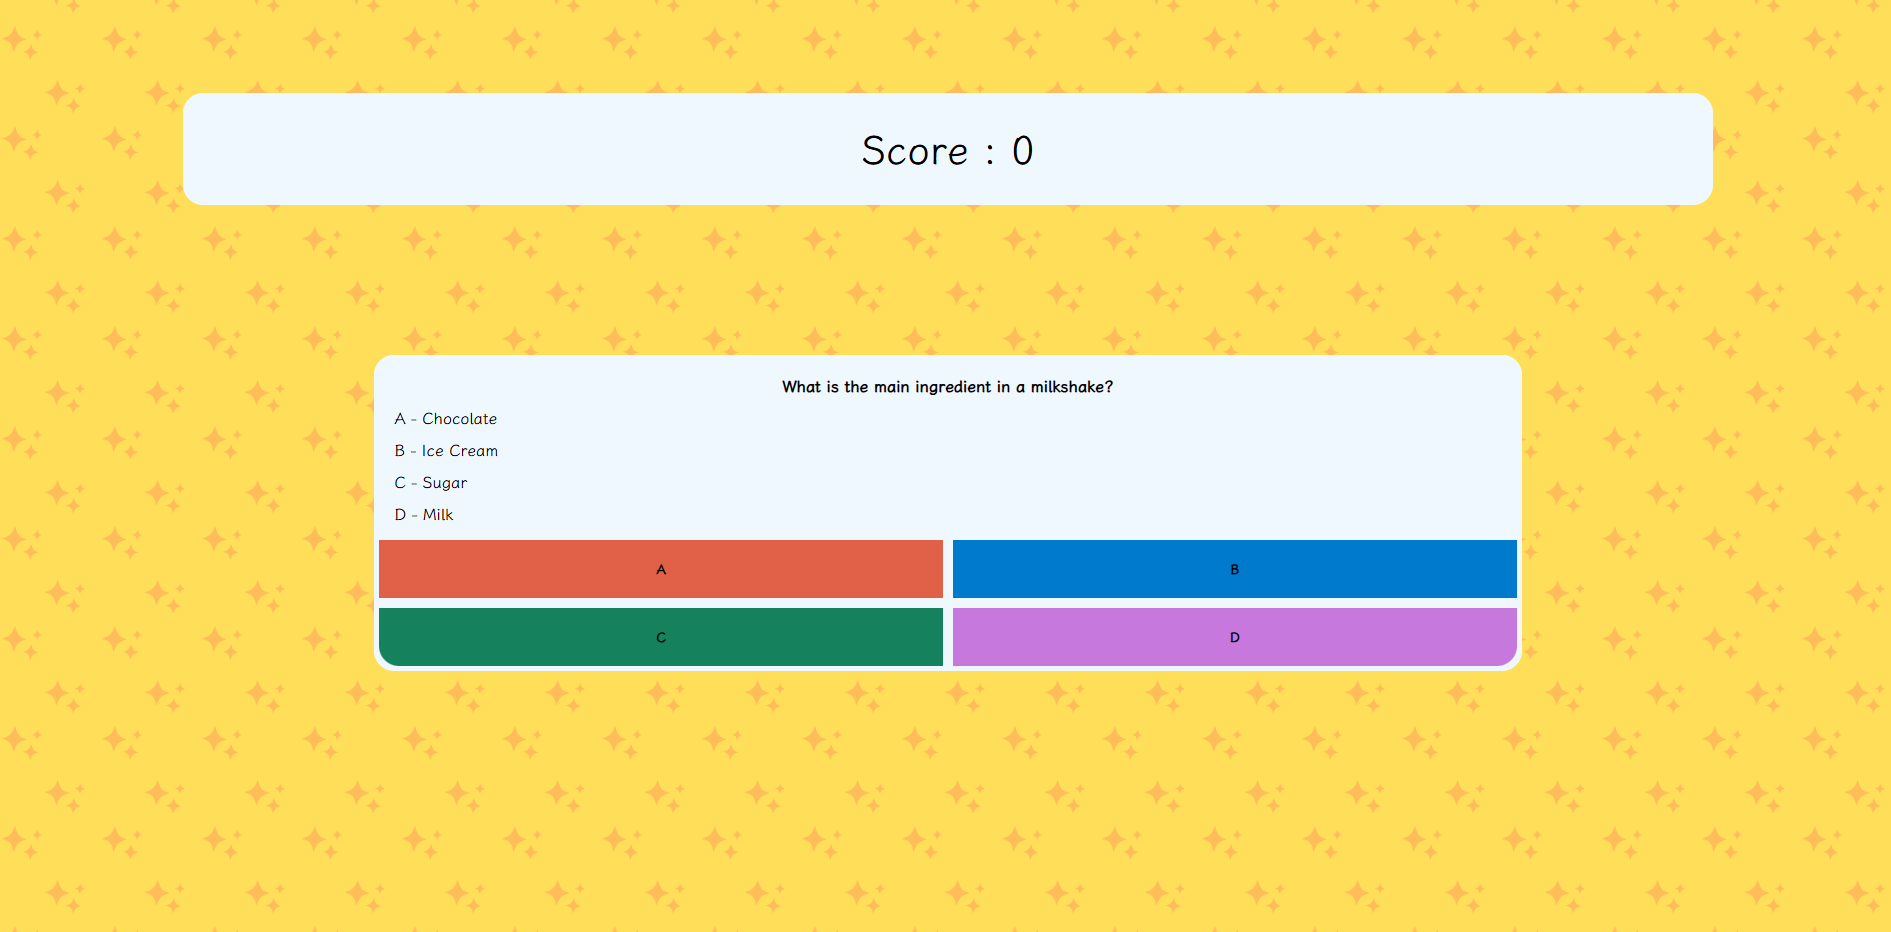 Score : 0
What is the main ingredient in a milkshake?
A - Chocolate
B - Ice Cream
C - Sugar
D - Milk
A
B
C
D